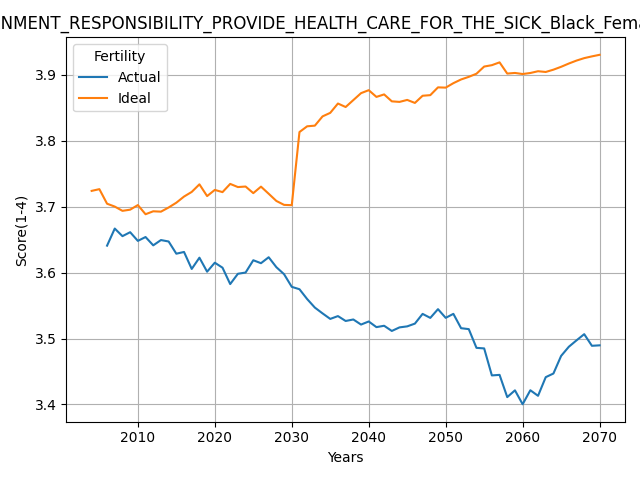 NMENT_RESPONSIBILITY_PROVIDE_HEALTH_CARE_FOR_THE_SICK_Black_Fema
Fertility
Actual
Ideal
3.9
3.8
3.7
3.6
3.5
3.4
Score(1-4)
2010 2020 2030 2040 2050 2060 2070
Years